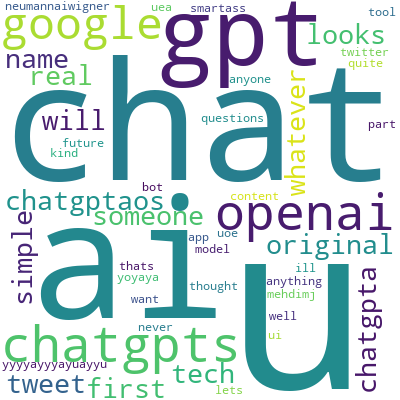 neumannaiwigner uea smartass tool
google gpt looks
twitter
name real anyone quite
chat
will questions whatever part
future
kind
bot content
chatgptaos openai
someone
ai u
simple uoe original
app
thats model
yoyaya ill
want thought anything chatgpta
mehdimj
never well
chatgpts ui
yyyyayyyayuayyu tech
tweet first lets